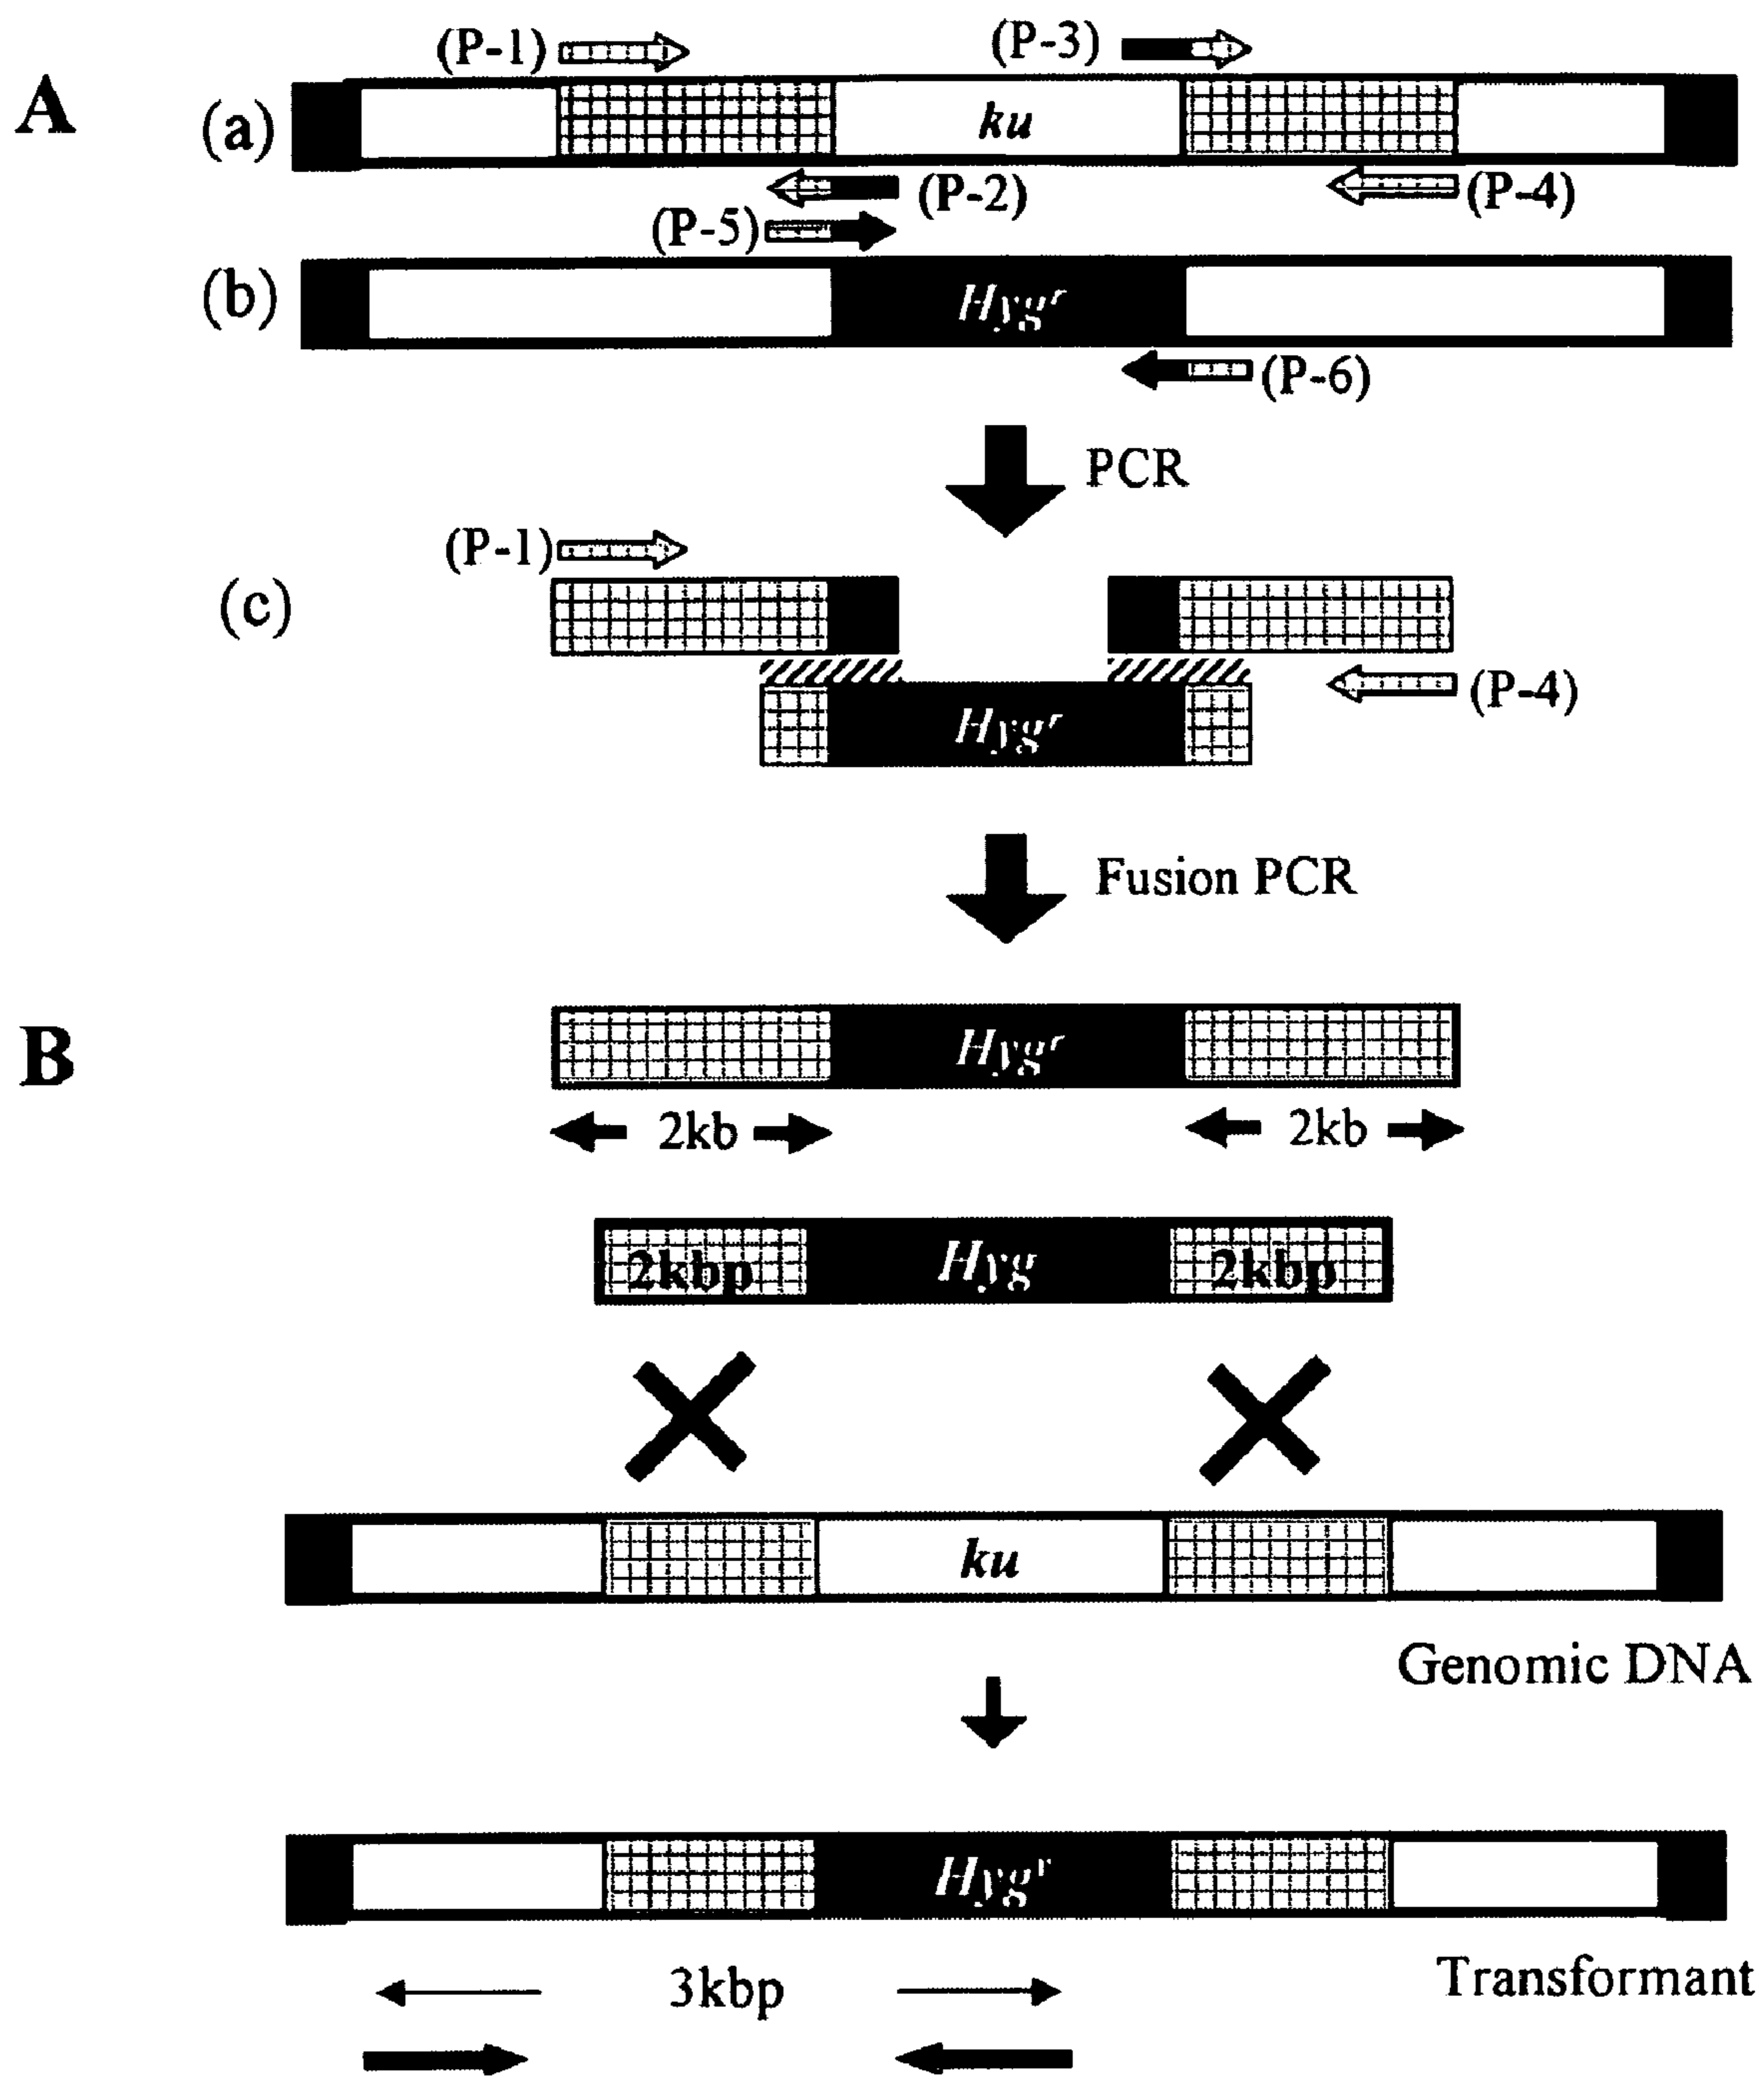 A
(P-1)
(P-3)
(a)
ku
(P-2)
(P-4)
(P-5)
(b)
Hygʳ
(P-6)
PCR
(P-1)
(c)
Hygʳ
(P-4)
Fusion PCR
B
Hygʳ
2kb
2kb
2kbp
Hyg
2kbp
ku
Genomic DNA
Hygʳ
Transformant
3kbp